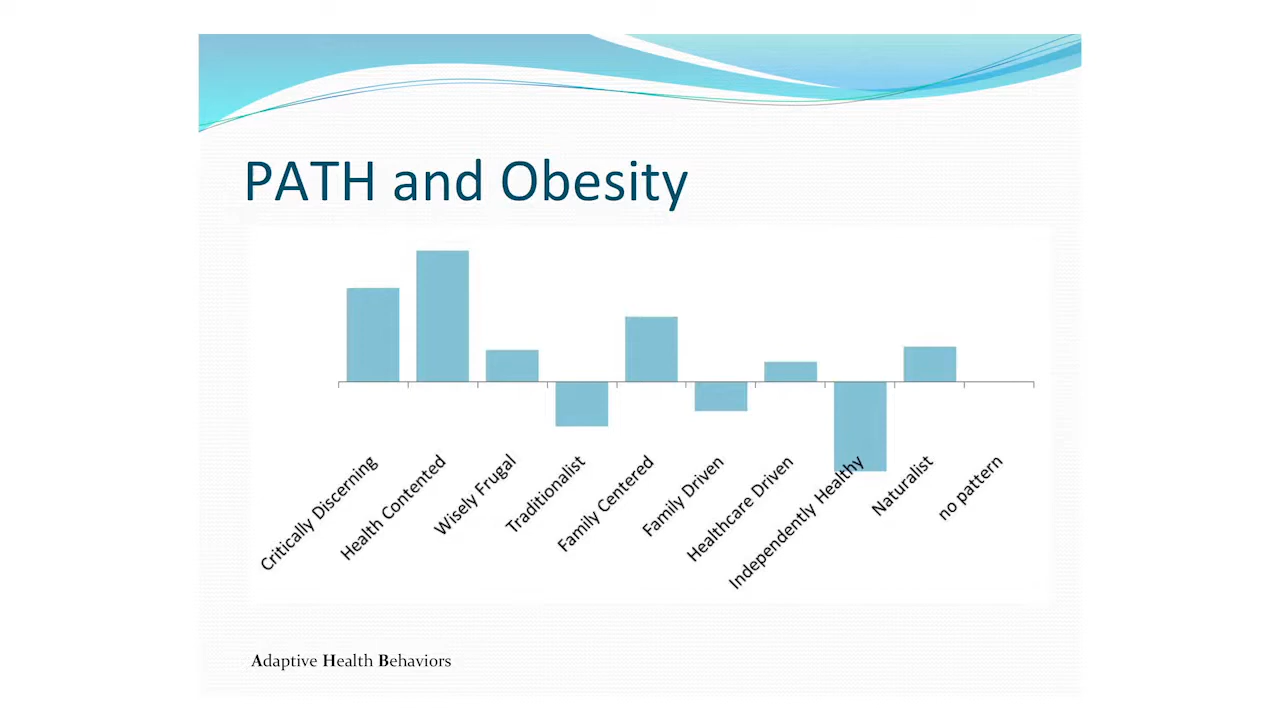 PATH and Obesity
Critically Discerning
Health Contented
Wisely Frugal
Traditionalist
Family Centered
Family Driven
Healthcare Driven
Independently Healthy
Naturalist
no pattern
Adaptive Health Behaviors